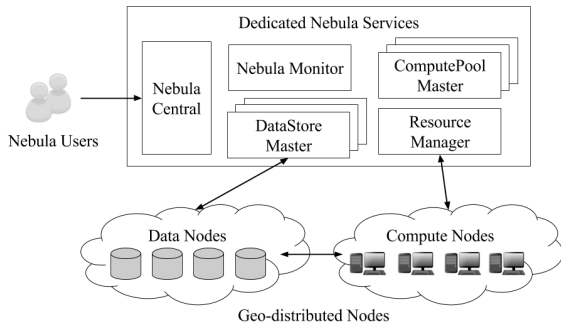 Dedicated Nebula Services
Nebula
Central
Nebula Monitor
ComputePool
Master
DataStore
Master
Resource
Manager
Nebula Users
Data Nodes
Compute Nodes
Geo-distributed Nodes